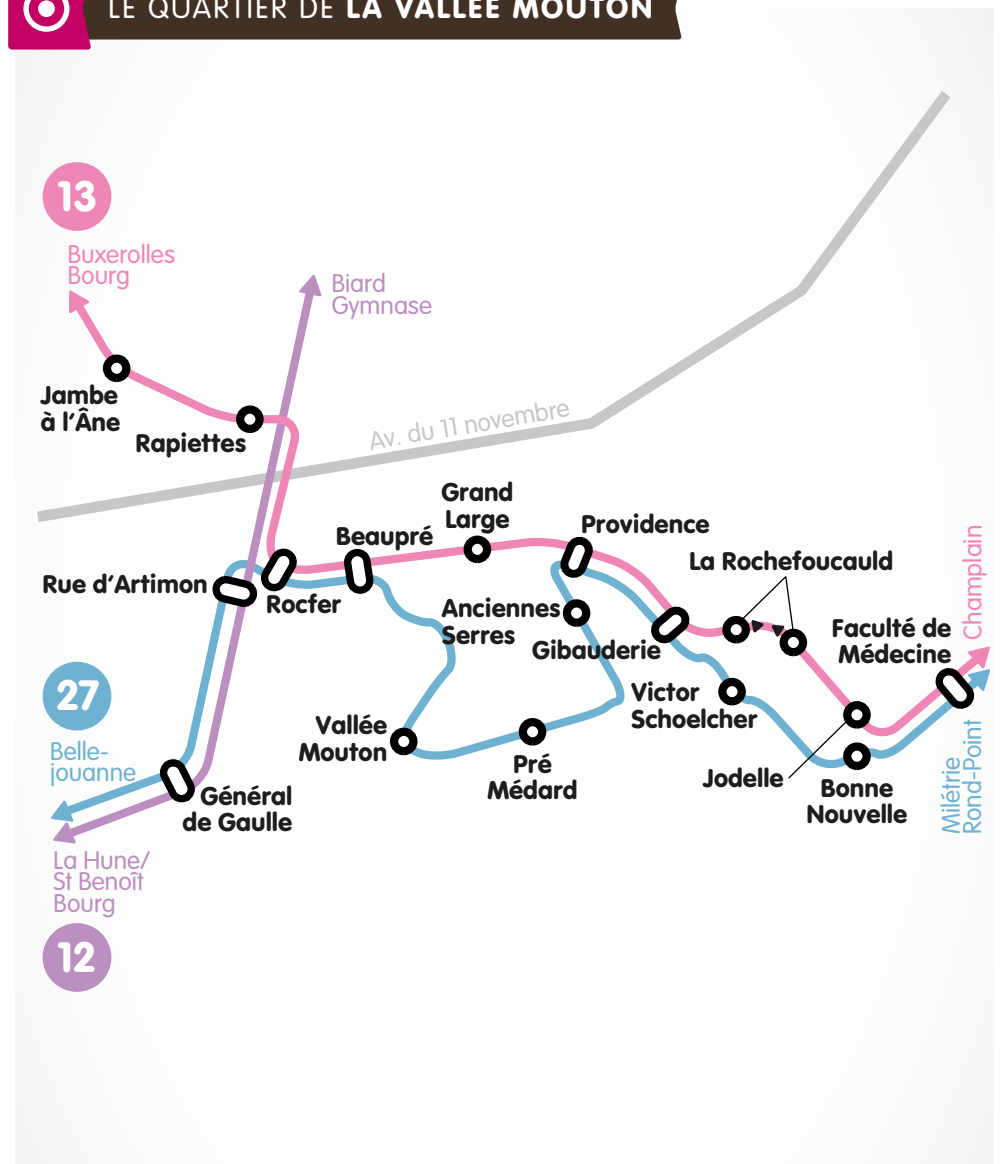 LE QUARTIER DE LA VALLÉE MOUTON
13
Buxerolles
Bourg
Biard
Gymnase
Jambe
à l'Âne
Rapiettes
Av. du 11 novembre
Grand
Large
Beaupré
Providence
La Rochefoucauld
Rue d'Artimon
Rocfer
Anciennes
Serres
Gibauderie
Faculté de
Médecine
Champlain
27
Belle-
jouanne
Vallée
Mouton
Victor
Schoelcher
Pré
Médard
Jodelle
Bonne
Nouvelle
Milétrie
Rond-Point
Général
de Gaulle
La Hune/
St Benoît
Bourg
12